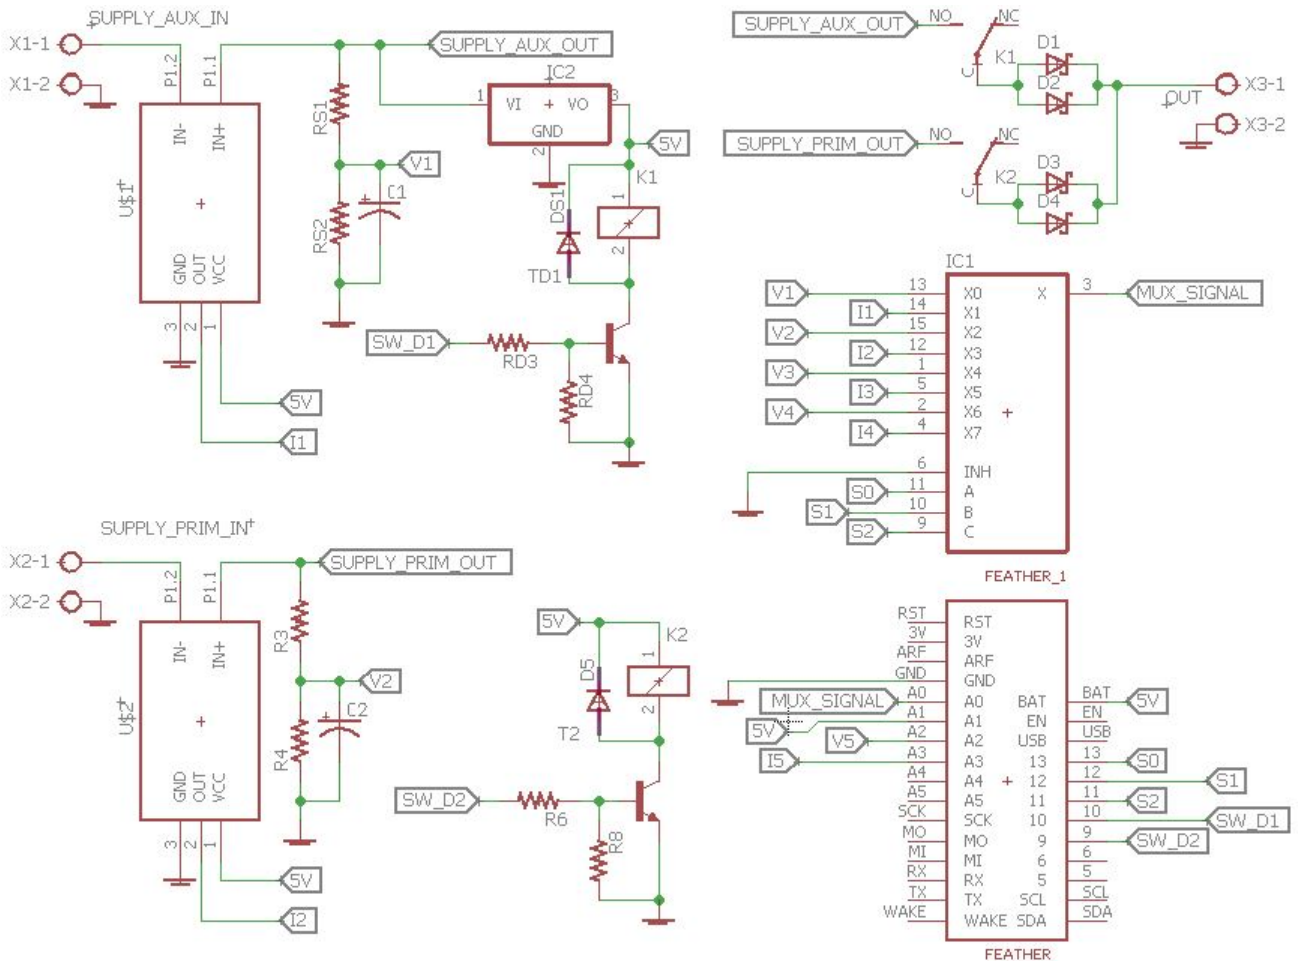 SUPPLY_AUX_IN
X1-1
X1-2
P1.2
P1.1
IN-
IN+
U$1
GND
OUT
VCC
3
2
1
5V
I1
RS1
RS2
V1
C1
SUPPLY_AUX_OUT
IC2
1
VI
VO
3
GND
2
5V
K1
1
2
DS1
TD1
SW_D1
RD3
RD4
SUPPLY_AUX_OUT
NO
NC
C
K1
D1
D2
OUT
X3-1
X3-2
SUPPLY_PRIM_OUT
NO
NC
C
K2
D3
D4
IC1
V1 13 X0 X 3 MUX_SIGNAL
I1 14 X1
V2 15 X2
I2 12 X3
V3 1 X4
I3 5 X5
V4 2 X6
I4 4 X7
6 INH
S0 11 A
S1 10 B
S2 9 C
SUPPLY_PRIM_IN
X2-1
X2-2
P1.2
P1.1
IN-
IN+
U$2
GND
OUT
VCC
3
2
1
5V
I2
SUPPLY_PRIM_OUT
R3
R4
V2
C2
5V
K2
1
2
D5
T2
SW_D2
R6
R8
FEATHER_1
RST RST
3V 3V
ARF ARF
GND GND
MUX_SIGNAL A0 A0 BAT BAT 5V
5V A1 A1 EN EN
V5 A2 A2 USB USB
I5 A3 A3 13 13 S0
A4 A4 12 12 S1
A5 A5 11 11 S2
SCK SCK 10 10 SW_D1
MO MO 9 9 SW_D2
MI MI 6 6
RX RX 5 5
TX TX SCL SCL
WAKE WAKE SDA SDA
FEATHER